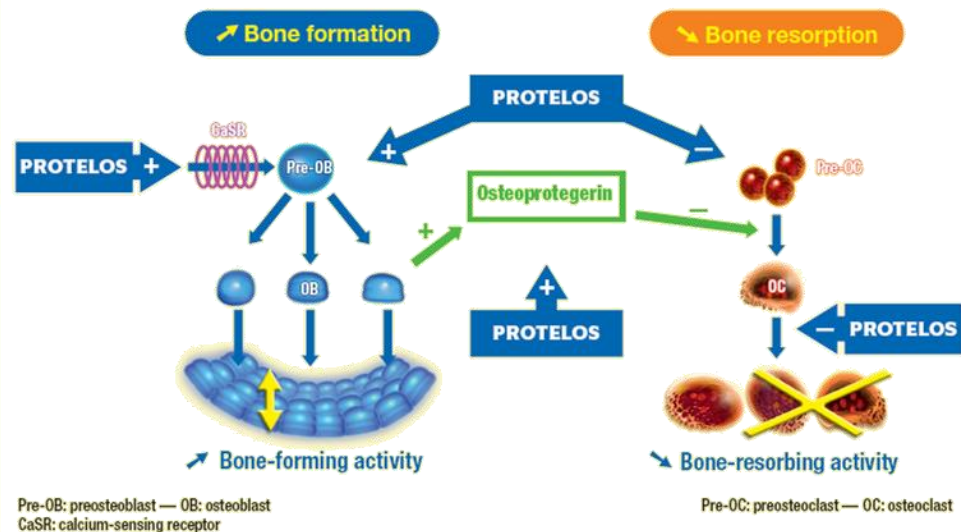 ↗ Bone formation
↘ Bone resorption
PROTELOS
CaSR
PROTELOS +
Pre-OB
+
–
Pre-OC
Osteoprotegerin
+
–
OB
OC
+
PROTELOS
– PROTELOS
↗ Bone-forming activity
↘ Bone-resorbing activity
Pre-OB: preosteoblast — OB: osteoblast
CaSR: calcium-sensing receptor
Pre-OC: preosteoclast — OC: osteoclast